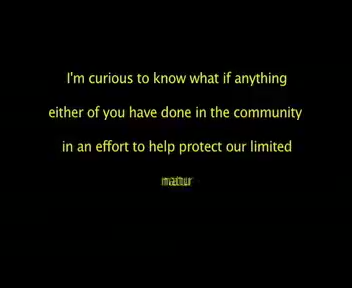 I'm curious to know what if anything
either of you have done in the community
in an effort to help protect our limited